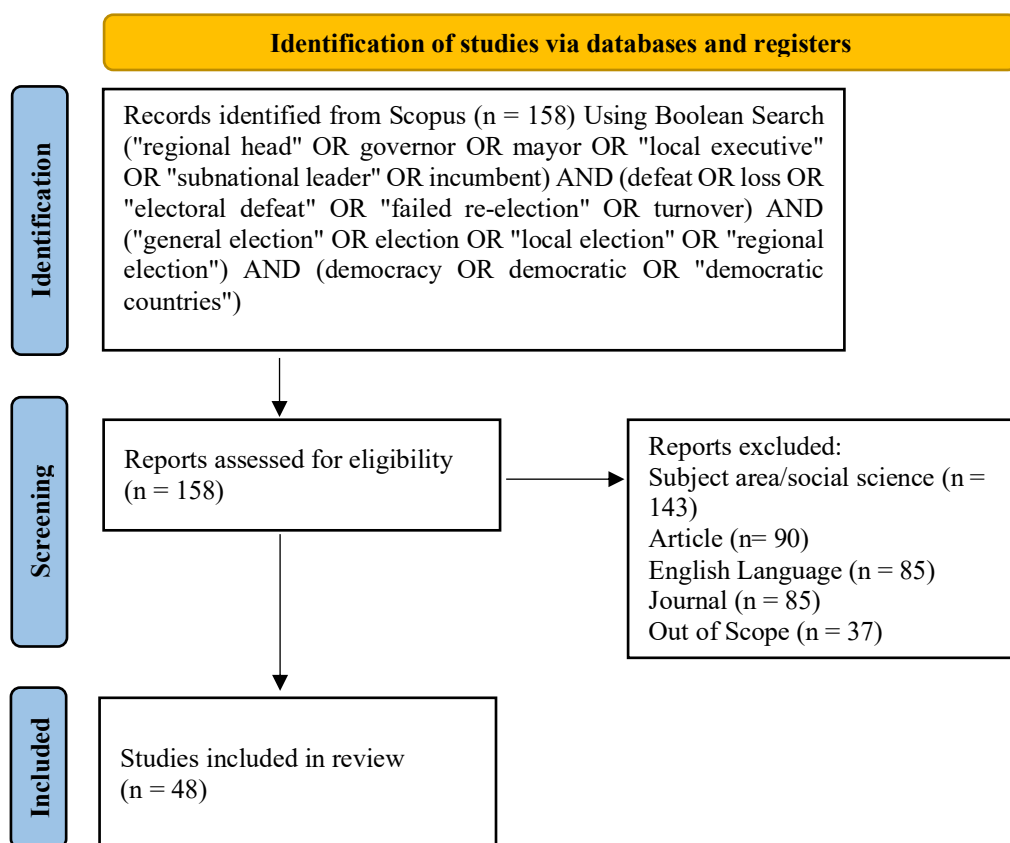 Identification of studies via databases and registers
Identification
Records identified from Scopus (n = 158) Using Boolean Search
("regional head" OR governor OR mayor OR "local executive"
OR "subnational leader" OR incumbent) AND (defeat OR loss OR
"electoral defeat" OR "failed re-election" OR turnover) AND
("general election" OR election OR "local election" OR "regional
election") AND (democracy OR democratic OR "democratic
countries")
Screening
Reports assessed for eligibility
(n = 158)
Reports excluded:
Subject area/social science (n =
143)
Article (n= 90)
English Language (n = 85)
Journal (n = 85)
Out of Scope (n = 37)
Included
Studies included in review
(n = 48)